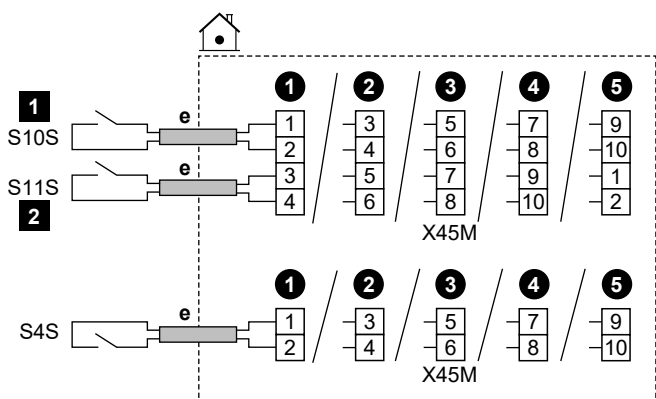 1 2 3 4 5
1
S10S e
1 3 5 7 9
2 4 6 8 10
S11S e
3 5 7 9 1
4 6 8 10 2
2
X45M
1 2 3 4 5
S4S e
1 3 5 7 9
2 4 6 8 10
X45M